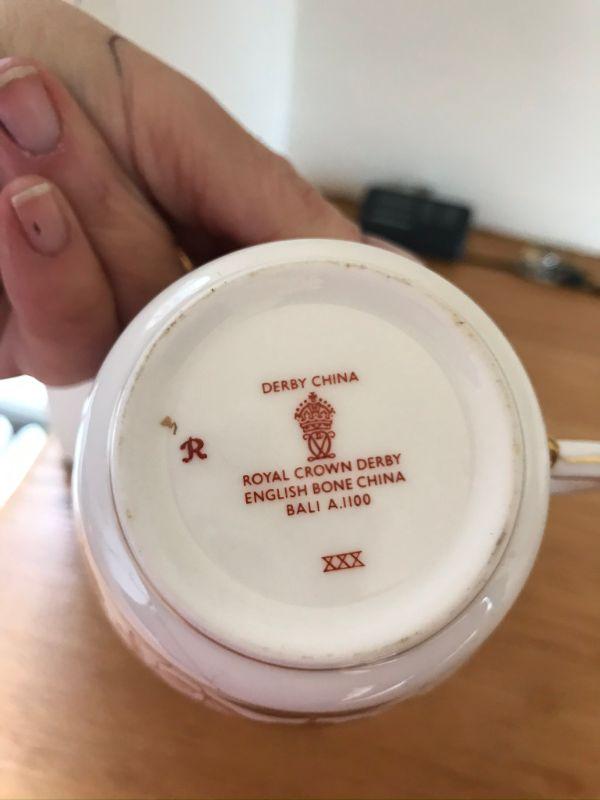 DERBY CHINA
R
ROYAL CROWN DERBY
ENGLISH BONE CHINA
BALI A.1100
XXX